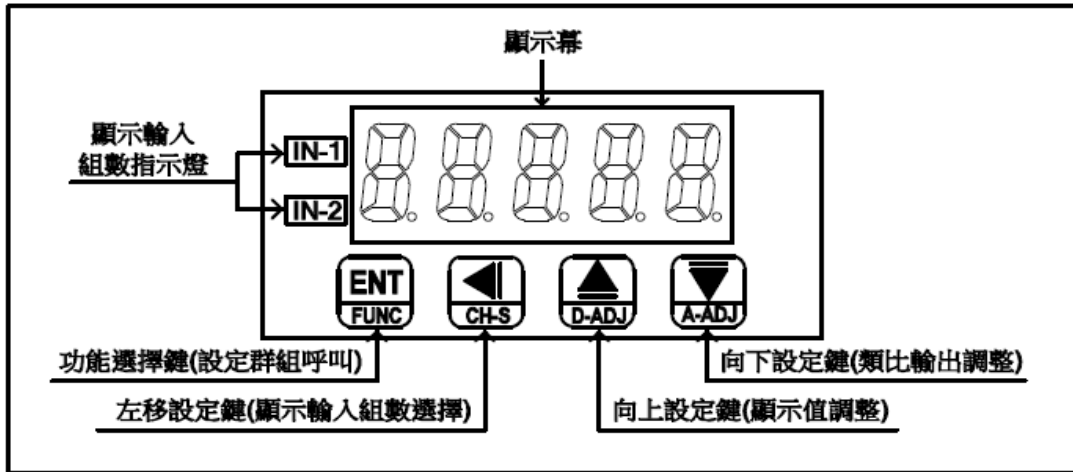 顯示幕
顯示輸入
組數指示燈
IN-1
IN-2
ENT
FUNC
CH-S
D-ADJ
A-ADJ
功能選擇鍵(設定群組呼叫)
向下設定鍵(類比輸出調整)
左移設定鍵(顯示輸入組數選擇)
向上設定鍵(顯示值調整)